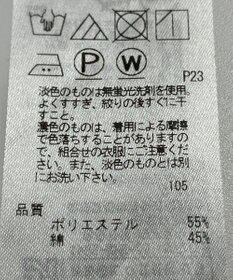 P23
P
W
淡色のものは無蛍光洗剤を使用。
よくすすぎ、絞りの後すぐに干
すこと。
濃色のものは、着用による摩擦
で色落ちすることがありますの
で、組合せの衣服にご注意くだ
さい。また、淡色のものとは別
にお洗い下さい。
105
品質
ポリエステル 55%
綿 45%